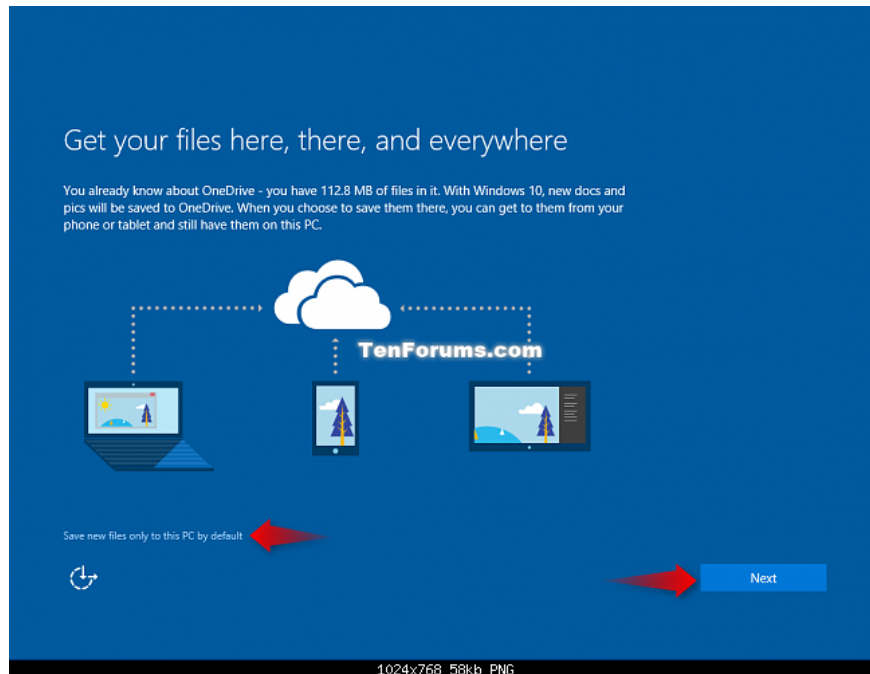 Get your files here, there, and everywhere
You already know about OneDrive - you have 112.8 MB of files in it. With Windows 10, new docs and
pics will be saved to OneDrive. When you choose to save them there, you can get to them from your
phone or tablet and still have them on this PC.
TenForums.com
Save new files only to this PC by default
Next
1024x768 58kb PNG